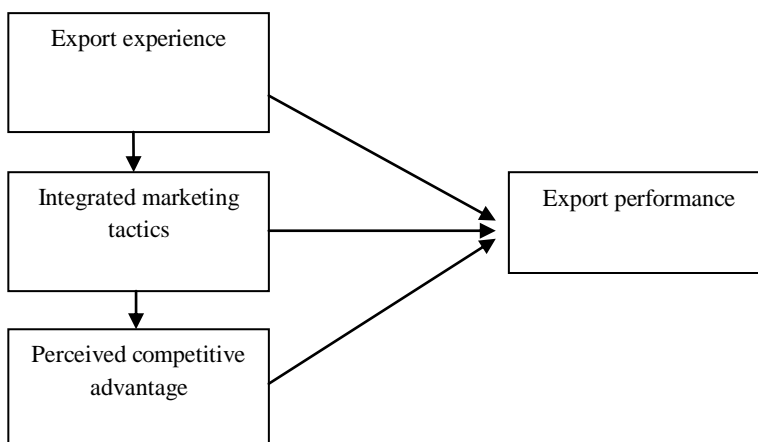 Export experience
Integrated marketing
tactics
Export performance
Perceived competitive
advantage